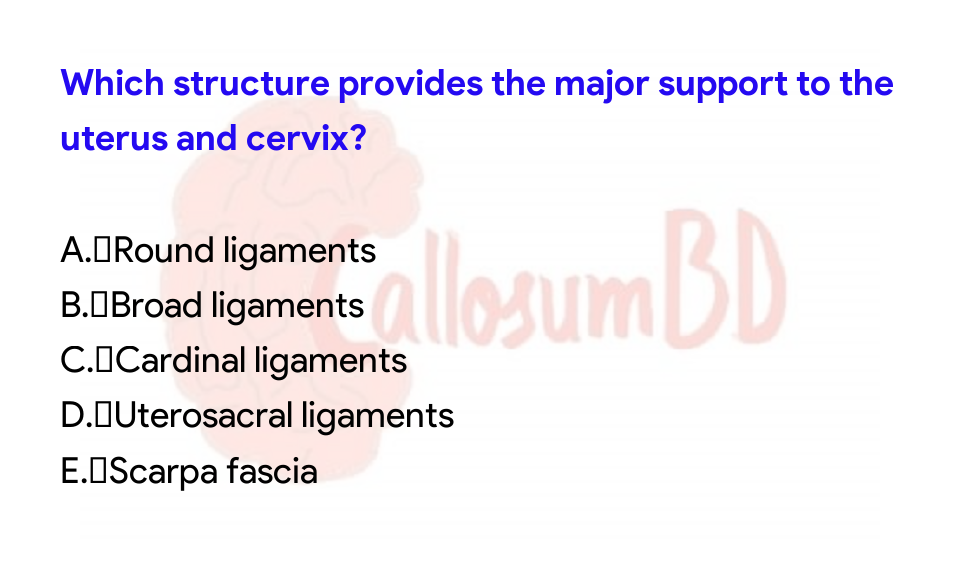 Which structure provides the major support to the
uterus and cervix?
A.▯Round ligaments
B.▯Broad ligaments
CallosumBD
C.▯Cardinal ligaments
D.▯Uterosacral ligaments
E.▯Scarpa fascia